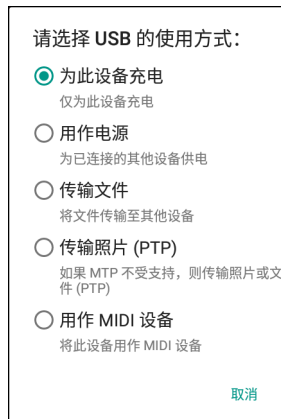 请选择 USB 的使用方式：
为此设备充电
仅为此设备充电
用作电源
为已连接的其他设备供电
传输文件
将文件传输至其他设备
传输照片 (PTP)
如果 MTP 不受支持，则传输照片或文
件 (PTP)
用作 MIDI 设备
将此设备用作 MIDI 设备
取消